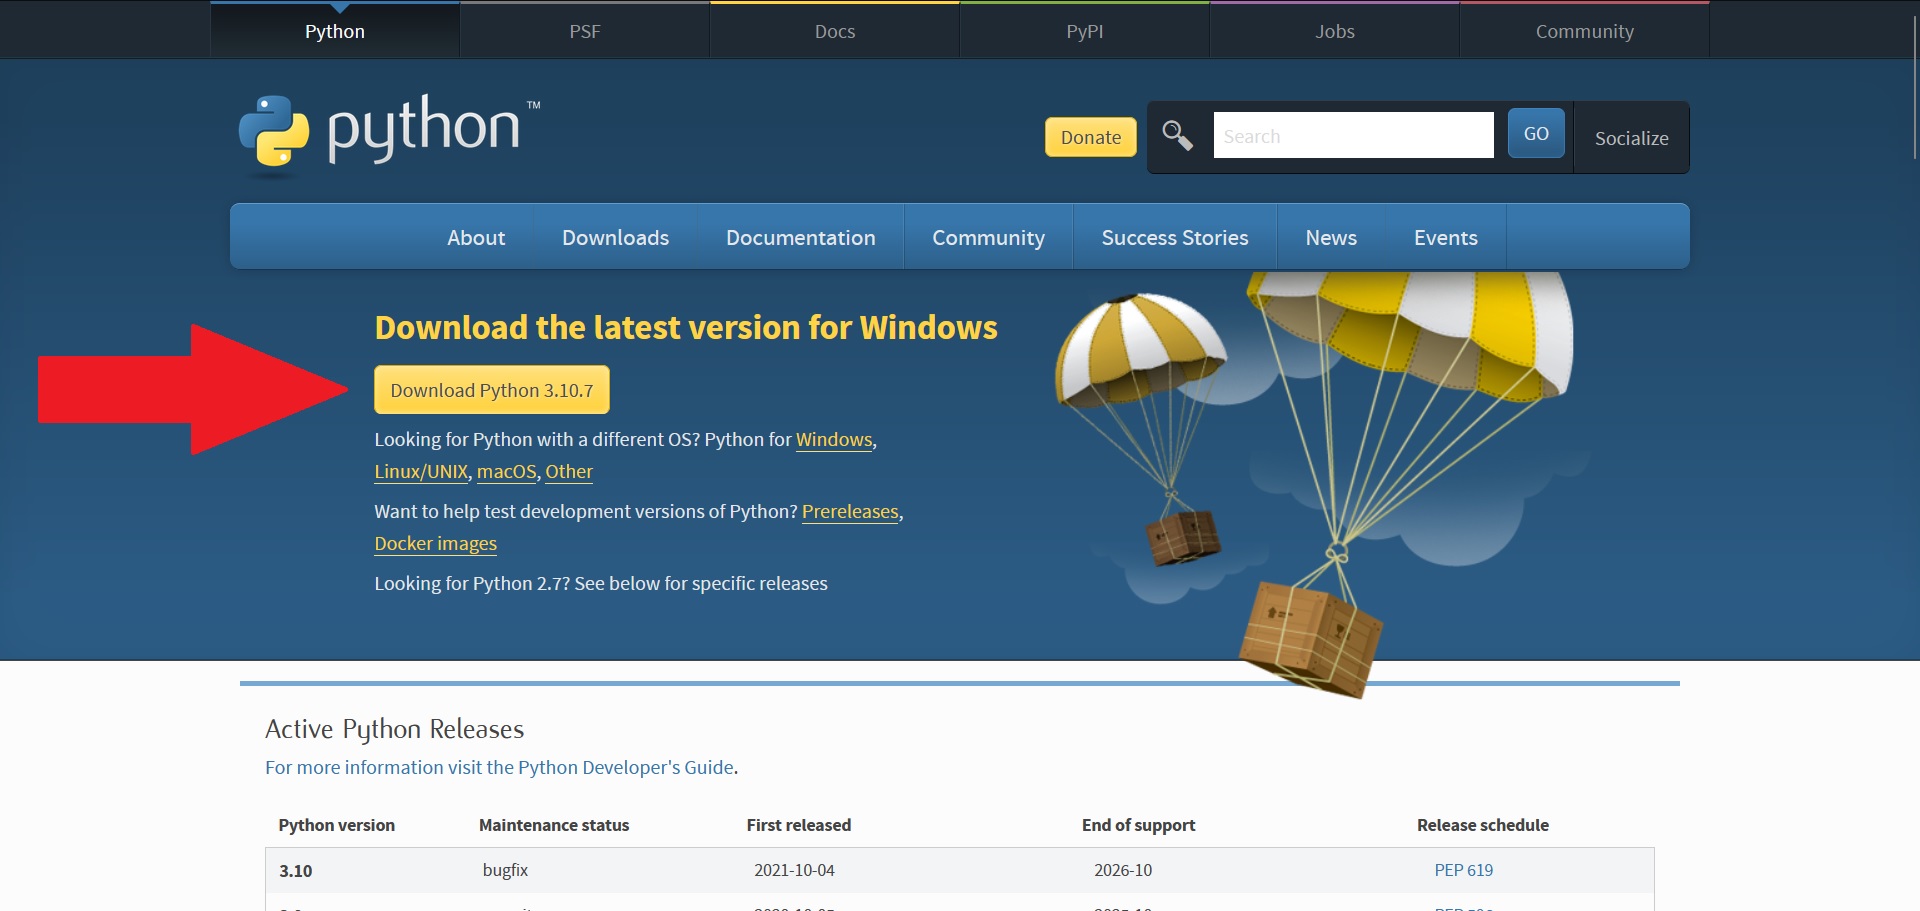 Python
PSF
Docs
PyPI
Jobs
Community
python™
Donate
Search
GO
Socialize
About
Downloads
Documentation
Community
Success Stories
News
Events
Download the latest version for Windows
Download Python 3.10.7
Looking for Python with a different OS? Python for Windows,
Linux/UNIX, macOS, Other
Want to help test development versions of Python? Prereleases,
Docker images
Looking for Python 2.7? See below for specific releases
Active Python Releases
For more information visit the Python Developer's Guide.
Python version Maintenance status First released End of support Release schedule
3.10 bugfix 2021-10-04 2026-10 PEP 619